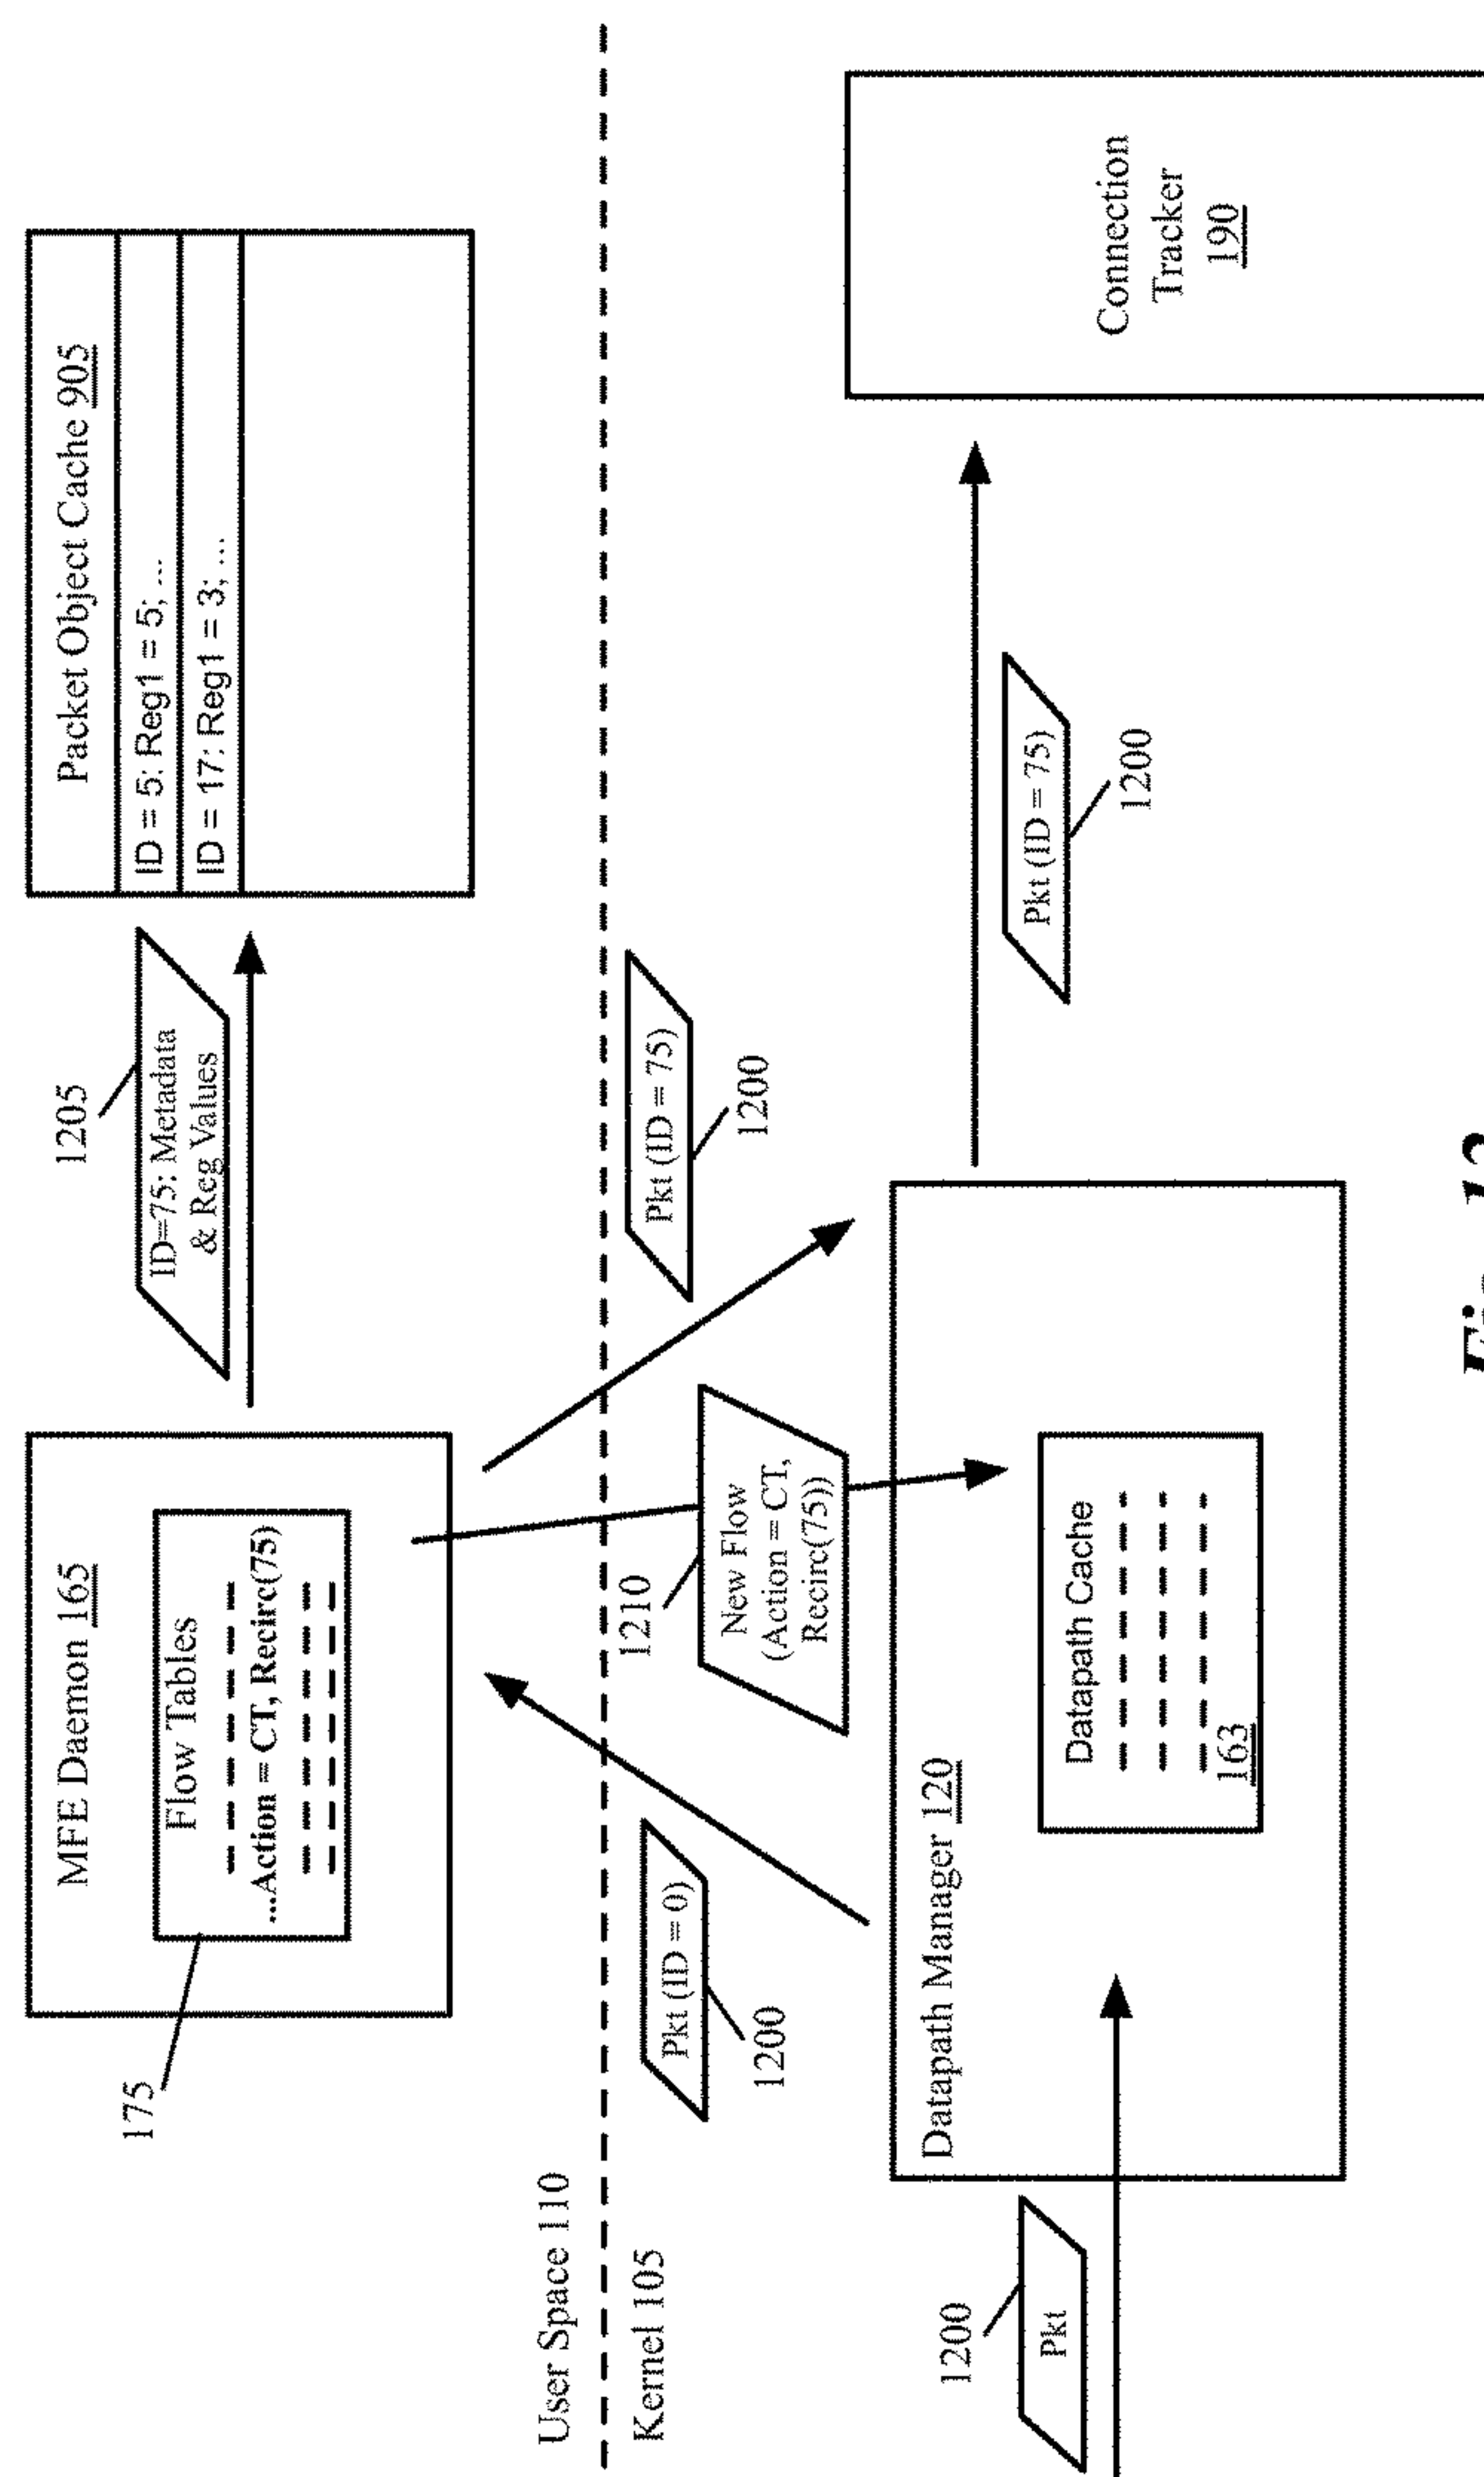 MFE Daemon 165
Flow Tables
...Action = CT, Recirc(75)
175
1205
ID=75: Metadata
& Reg Values
Packet Object Cache 905
ID = 5: Reg1 = 5; ...
ID = 17: Reg1 = 3; ...
User Space 110
Kernel 105
Pkt (ID = 0)
1200
1210
New Flow
(Action = CT,
Recirc(75))
Pkt (ID = 75)
1200
1200
Pkt
Datapath Manager 120
Datapath Cache
163
Pkt (ID = 75)
1200
Connection
Tracker
190